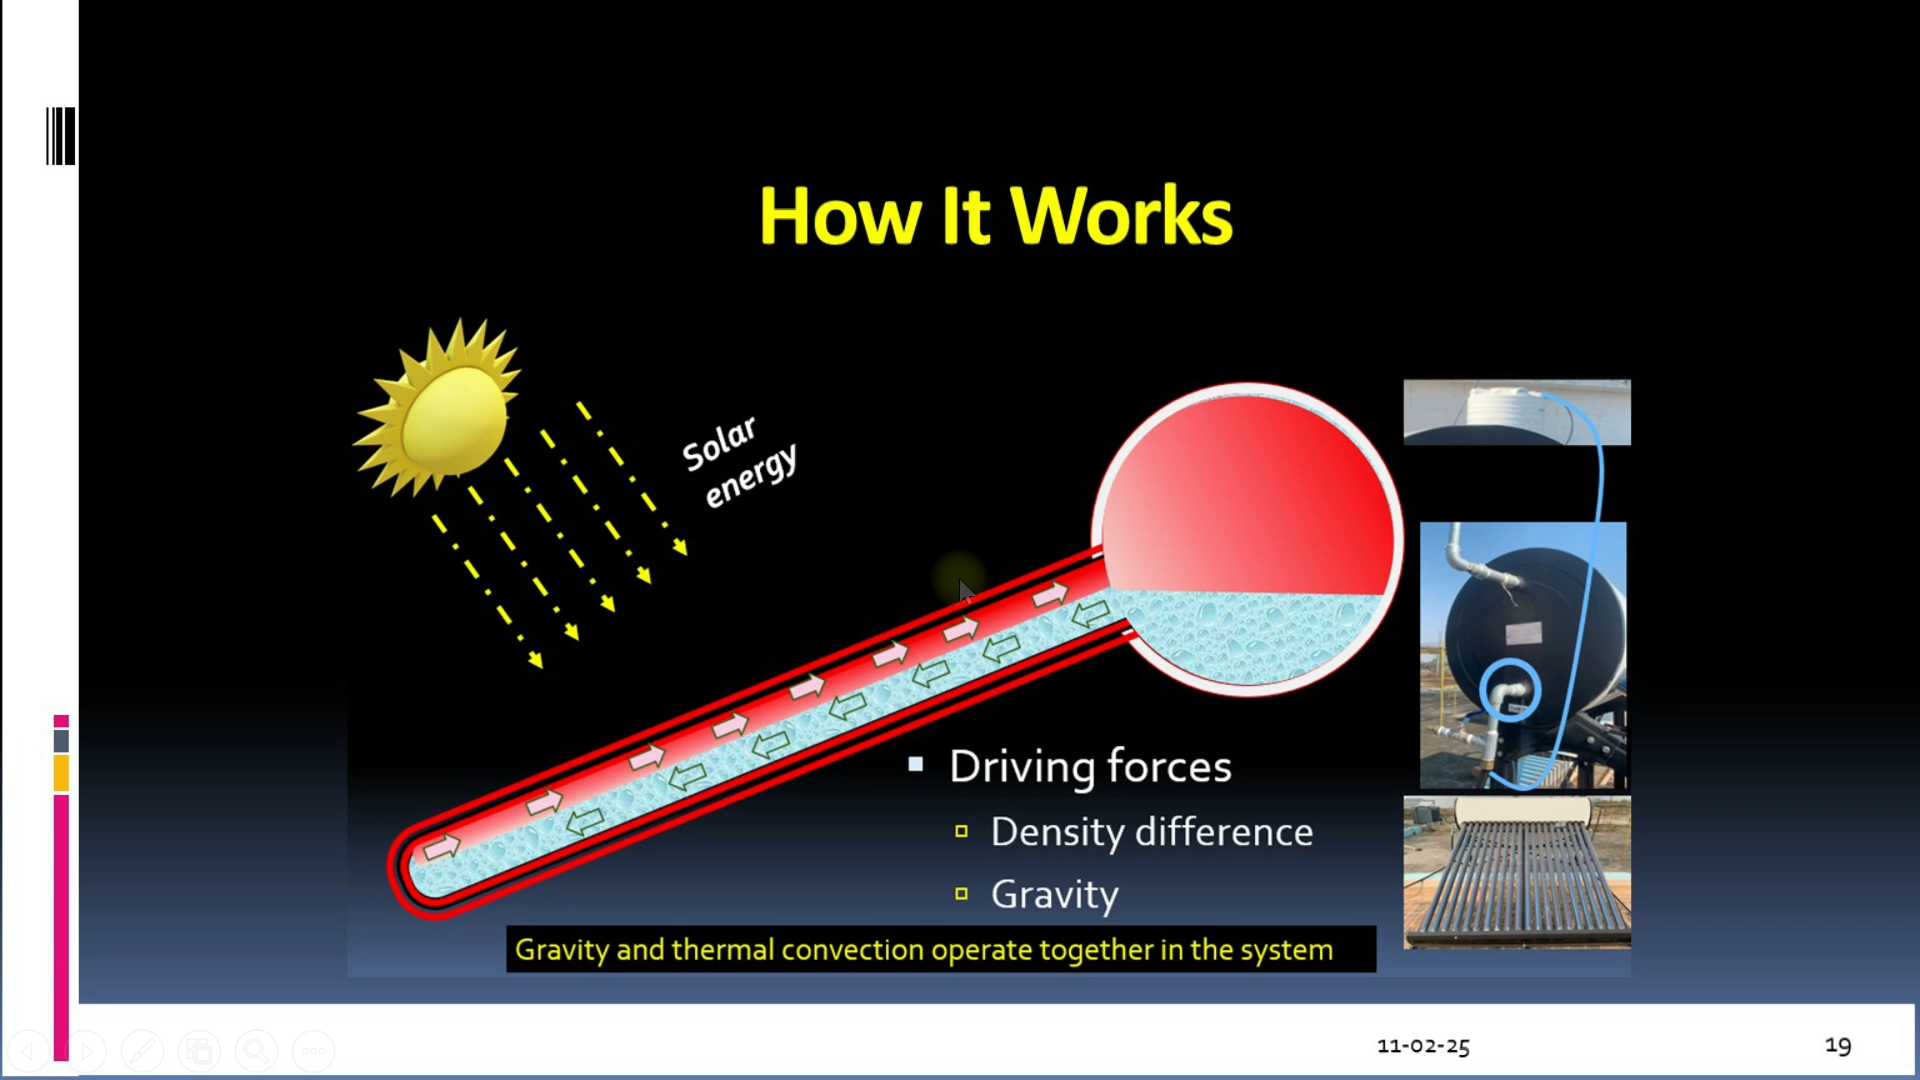 How It Works
Solar
energy
Driving forces
Density difference
Gravity
Gravity and thermal convection operate together in the system
11-02-25
19